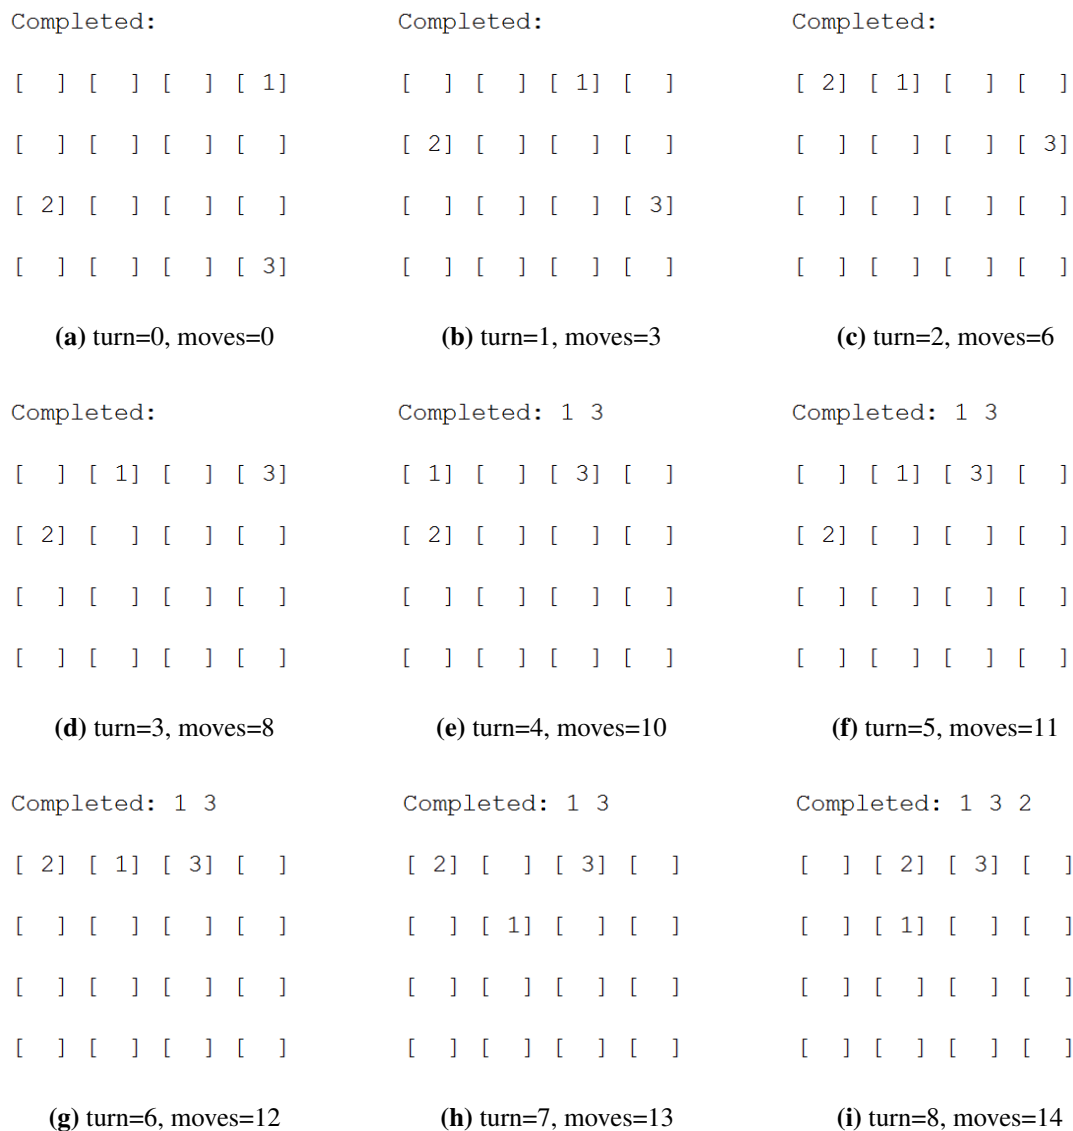 Completed:
[  ] [  ] [  ] [ 1]
[  ] [  ] [  ] [  ]
[ 2] [  ] [  ] [  ]
[  ] [  ] [  ] [ 3]
(a) turn=0, moves=0
Completed:
[  ] [  ] [ 1] [  ]
[ 2] [  ] [  ] [  ]
[  ] [  ] [  ] [ 3]
[  ] [  ] [  ] [  ]
(b) turn=1, moves=3
Completed:
[ 2] [ 1] [  ] [  ]
[  ] [  ] [  ] [ 3]
[  ] [  ] [  ] [  ]
[  ] [  ] [  ] [  ]
(c) turn=2, moves=6
Completed:
[  ] [ 1] [  ] [ 3]
[ 2] [  ] [  ] [  ]
[  ] [  ] [  ] [  ]
[  ] [  ] [  ] [  ]
(d) turn=3, moves=8
Completed: 1 3
[ 1] [  ] [ 3] [  ]
[ 2] [  ] [  ] [  ]
[  ] [  ] [  ] [  ]
[  ] [  ] [  ] [  ]
(e) turn=4, moves=10
Completed: 1 3
[  ] [ 1] [ 3] [  ]
[ 2] [  ] [  ] [  ]
[  ] [  ] [  ] [  ]
[  ] [  ] [  ] [  ]
(f) turn=5, moves=11
Completed: 1 3
[ 2] [ 1] [ 3] [  ]
[  ] [  ] [  ] [  ]
[  ] [  ] [  ] [  ]
[  ] [  ] [  ] [  ]
(g) turn=6, moves=12
Completed: 1 3
[ 2] [  ] [ 3] [  ]
[  ] [ 1] [  ] [  ]
[  ] [  ] [  ] [  ]
[  ] [  ] [  ] [  ]
(h) turn=7, moves=13
Completed: 1 3 2
[  ] [ 2] [ 3] [  ]
[  ] [ 1] [  ] [  ]
[  ] [  ] [  ] [  ]
[  ] [  ] [  ] [  ]
(i) turn=8, moves=14